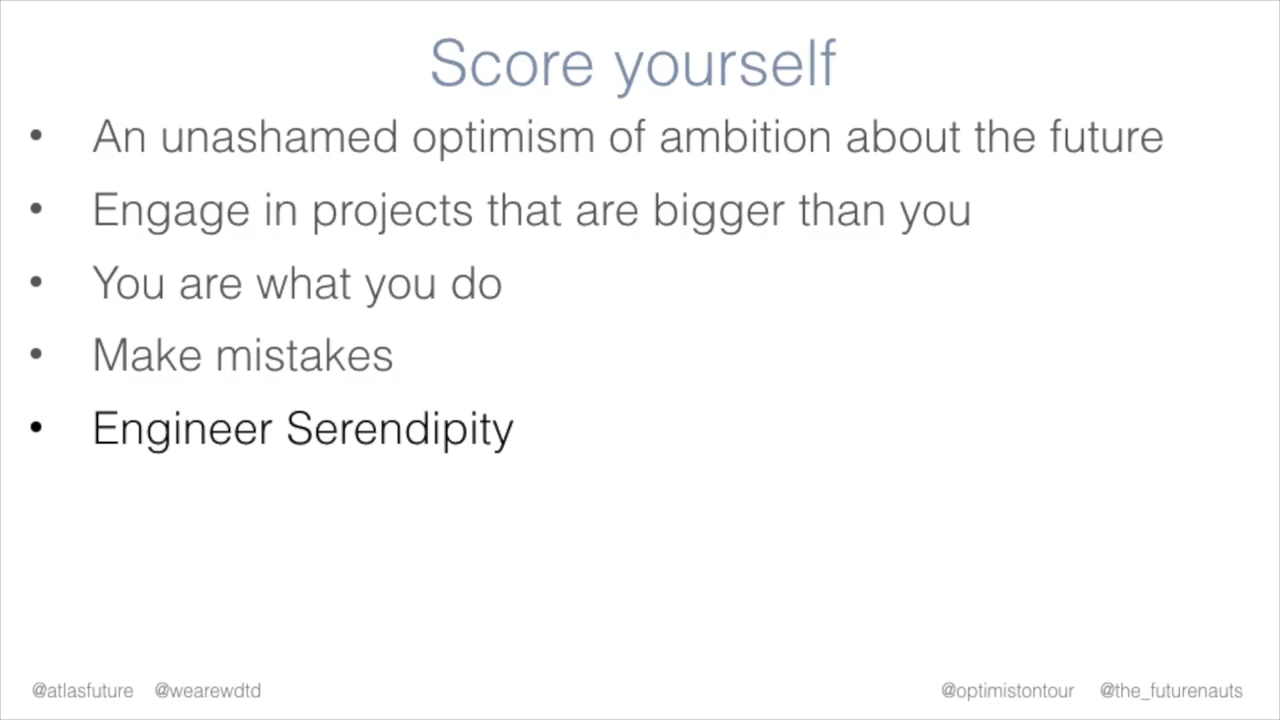 Score yourself
• An unashamed optimism of ambition about the future
• Engage in projects that are bigger than you
• You are what you do
• Make mistakes
• Engineer Serendipity
@atlasfuture @wearewdtd @optimistontour @the_futurenauts